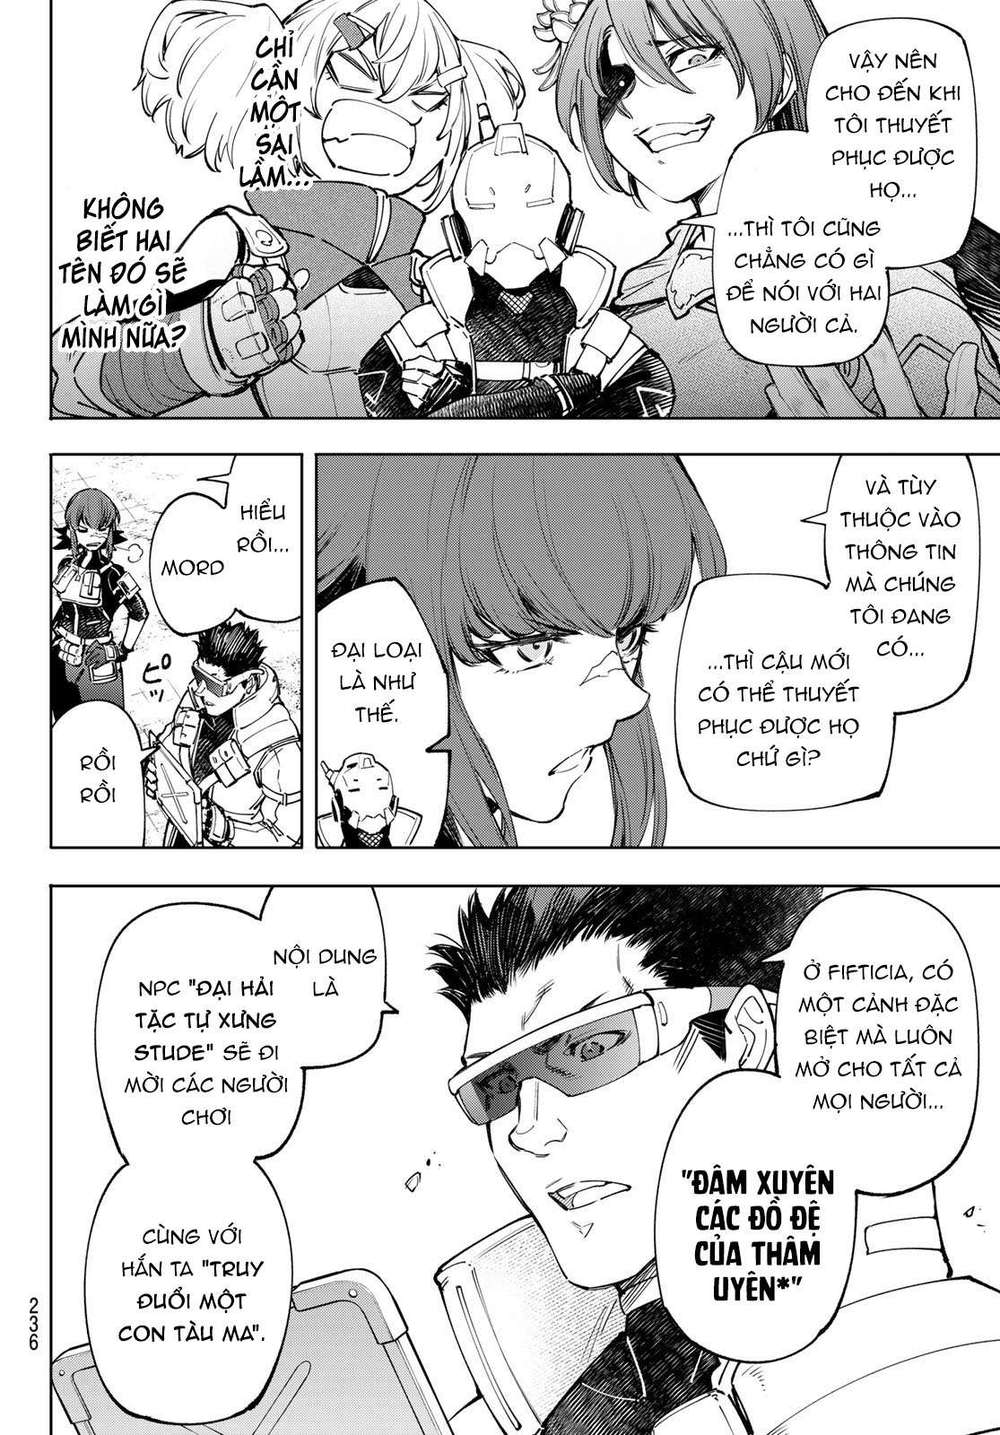 VẬY NÊN
CHO ĐẾN KHI
TÔI THUYẾT
PHỤC ĐƯỢC
HỌ...
...THÌ TÔI CŨNG
CHẲNG CÓ GÌ
ĐỂ NÓI VỚI HAI
NGƯỜI CẢ.
CHỈ
CẦN
MỘT
SAI
LẦM...
KHÔNG
BIẾT HAI
TÊN ĐÓ SẼ
LÀM GÌ
MÌNH NỮA?
VÀ TÙY
THUỘC VÀO
THÔNG TIN
MÀ CHÚNG
TÔI ĐANG
CÓ...
...THÌ CẬU MỚI
CÓ THỂ THUYẾT
PHỤC ĐƯỢC HỌ
CHỨ GÌ?
ĐẠI LOẠI
LÀ NHƯ
THẾ.
HIỂU
RỒI...
MORD
ピッ
RỒI
RỒI
Ở FIFTICIA, CÓ
MỘT CẢNH ĐẶC
BIỆT MÀ LUÔN
MỞ CHO TẤT CẢ
MỌI NGƯỜI...
"ĐÂM XUYÊN
CÁC ĐỒ ĐỆ
CỦA THÂM
UYÊN*"
NỘI DUNG
LÀ
NPC "ĐẠI HẢI
TẶC TỰ XƯNG
STUDE" SẼ ĐI
MỜI CÁC NGƯỜI
CHƠI
CÙNG VỚI
HẮN TA "TRUY
ĐUỔI MỘT
CON TÀU MA".
236